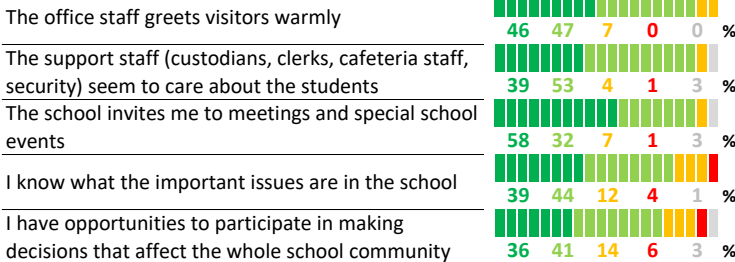 The office staff greets visitors warmly
46 47 7 0 0 %
The support staff (custodians, clerks, cafeteria staff,
security) seem to care about the students
39 53 4 1 3 %
The school invites me to meetings and special school
events
58 32 7 1 3 %
I know what the important issues are in the school
39 44 12 4 1 %
I have opportunities to participate in making
decisions that affect the whole school community
36 41 14 6 3 %